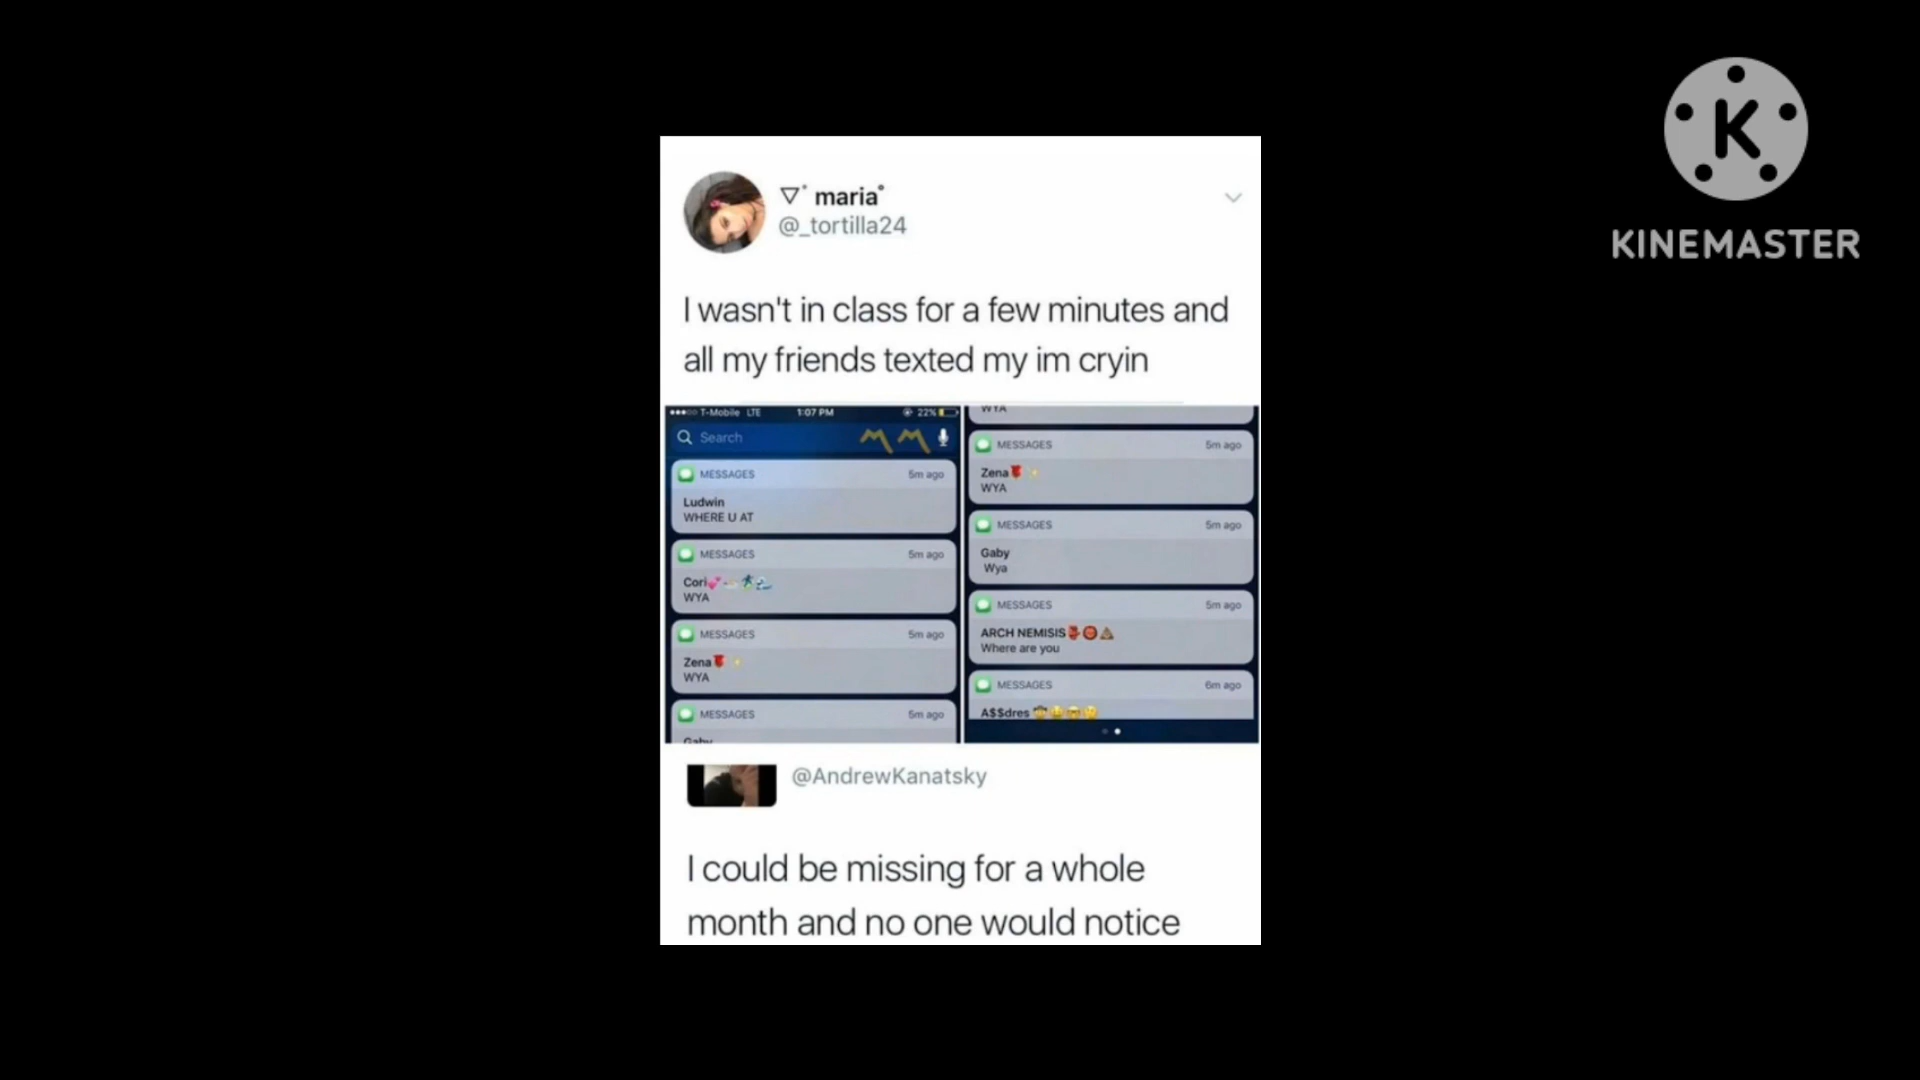 ▽° maria°
@_tortilla24
I wasn't in class for a few minutes and
all my friends texted my im cryin
T-Mobile LTE 1:07 PM 22%
Search
MESSAGES 5m ago
Ludwin
WHERE U AT
MESSAGES 5m ago
Cori
WYA
MESSAGES 5m ago
Zena
WYA
MESSAGES 5m ago
Gaby
WYA
MESSAGES 5m ago
Zena
WYA
MESSAGES 5m ago
Gaby
Wya
MESSAGES 5m ago
ARCH NEMISIS
Where are you
MESSAGES 6m ago
A$$dres
@AndrewKanatsky
I could be missing for a whole
month and no one would notice
K
KINEMASTER